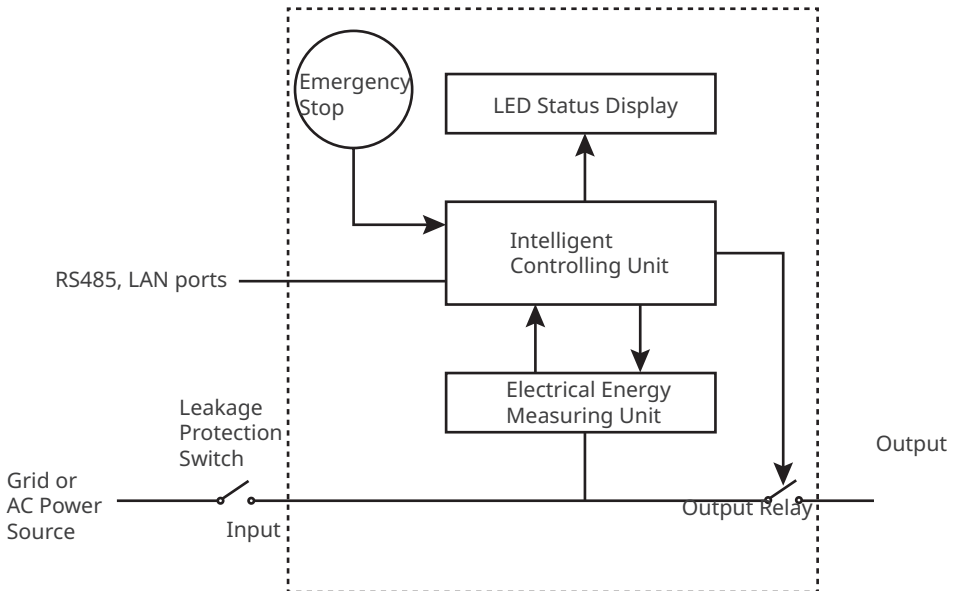 Emergency
Stop
LED Status Display
Intelligent
Controlling Unit
RS485, LAN ports
Electrical Energy
Measuring Unit
Leakage
Protection
Switch
Output
Grid or
AC Power
Source
Output Relay
Input